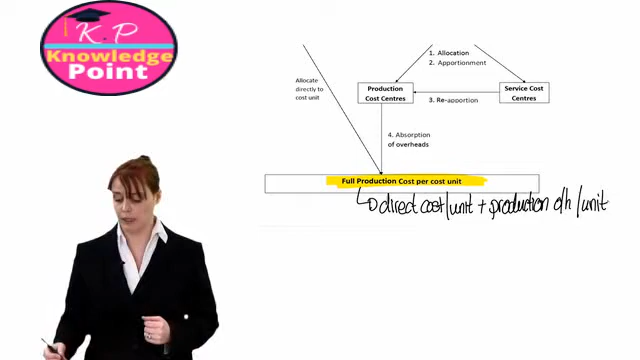 K.P
Knowledge
Point
1. Allocation
2. Apportionment
Allocate
directly to
cost unit
Production
Cost Centres
Service Cost
Centres
3. Re-apportion
4. Absorption
of overheads
Full Production Cost per cost unit
direct cost/unit + production o/h /unit